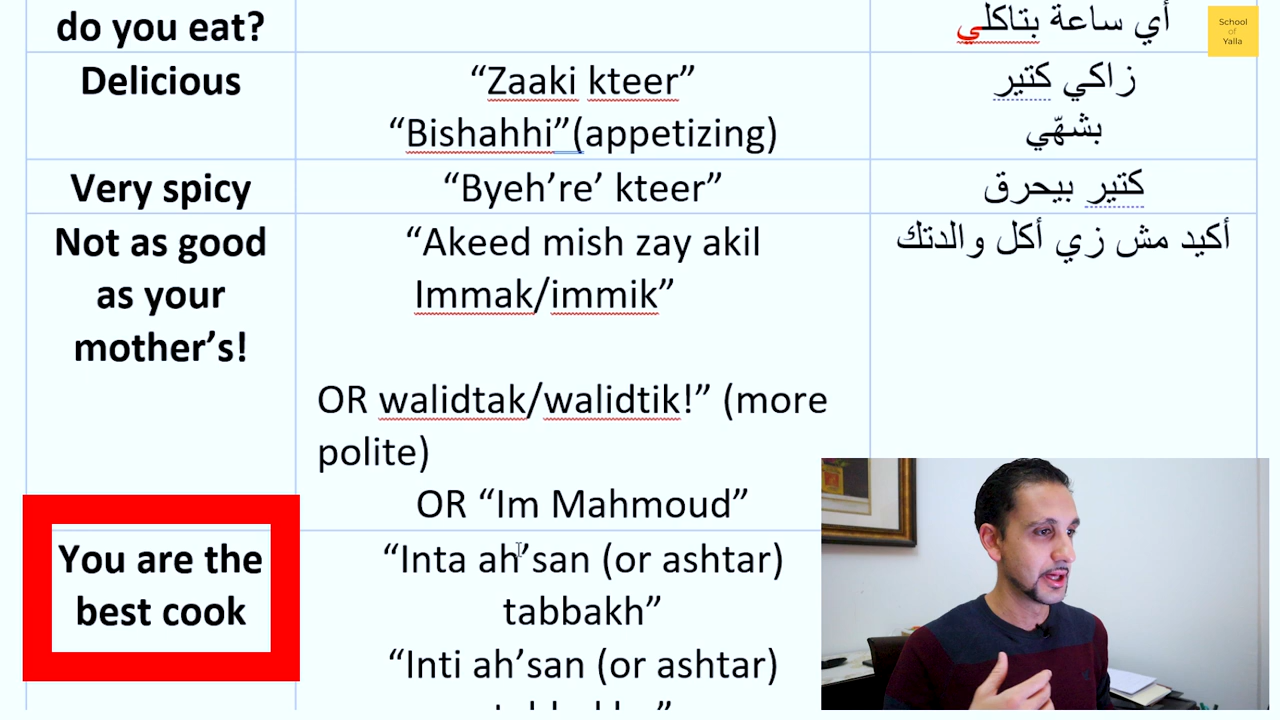 do you eat?
أي ساعة بتاكلي
School
of
Yalla
Delicious
“Zaaki kteer”
“Bishahhi”(appetizing)
زاكي كتير
بشهّي
Very spicy
“Byeh’re’ kteer”
كتير بيحرق
Not as good
as your
mother’s!
“Akeed mish zay akil
Immak/immik”
OR walidtak/walidtik!” (more
polite)
OR “Im Mahmoud”
أكيد مش زي أكل والدتك
You are the
best cook
“Inta ah’san (or ashtar)
tabbakh”
“Inti ah’san (or ashtar)